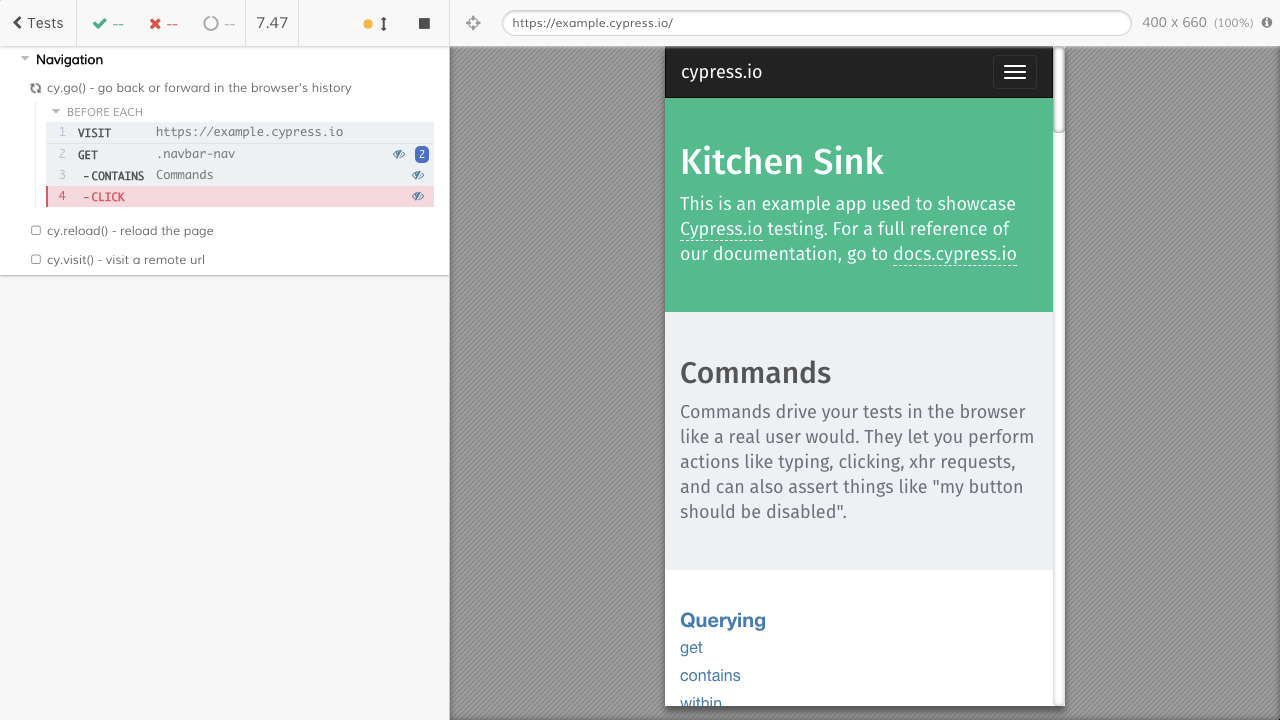 Tests
--
--
--
7.47
https://example.cypress.io/
400 x 660 (100%)
Navigation
cy.go() - go back or forward in the browser's history
BEFORE EACH
1 VISIT https://example.cypress.io
2 GET .navbar-nav 2
3 -CONTAINS Commands
4 -CLICK
cy.reload() - reload the page
cy.visit() - visit a remote url
cypress.io
Kitchen Sink
This is an example app used to showcase
Cypress.io testing. For a full reference of
our documentation, go to docs.cypress.io
Commands
Commands drive your tests in the browser
like a real user would. They let you perform
actions like typing, clicking, xhr requests,
and can also assert things like "my button
should be disabled".
Querying
get
contains
within